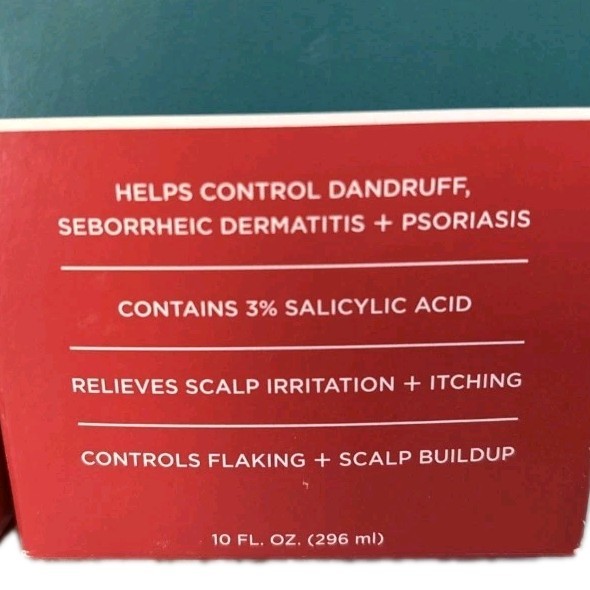 HELPS CONTROL DANDRUFF,
SEBORRHEIC DERMATITIS + PSORIASIS
CONTAINS 3% SALICYLIC ACID
RELIEVES SCALP IRRITATION + ITCHING
CONTROLS FLAKING + SCALP BUILDUP
10 FL. OZ. (296 ml)